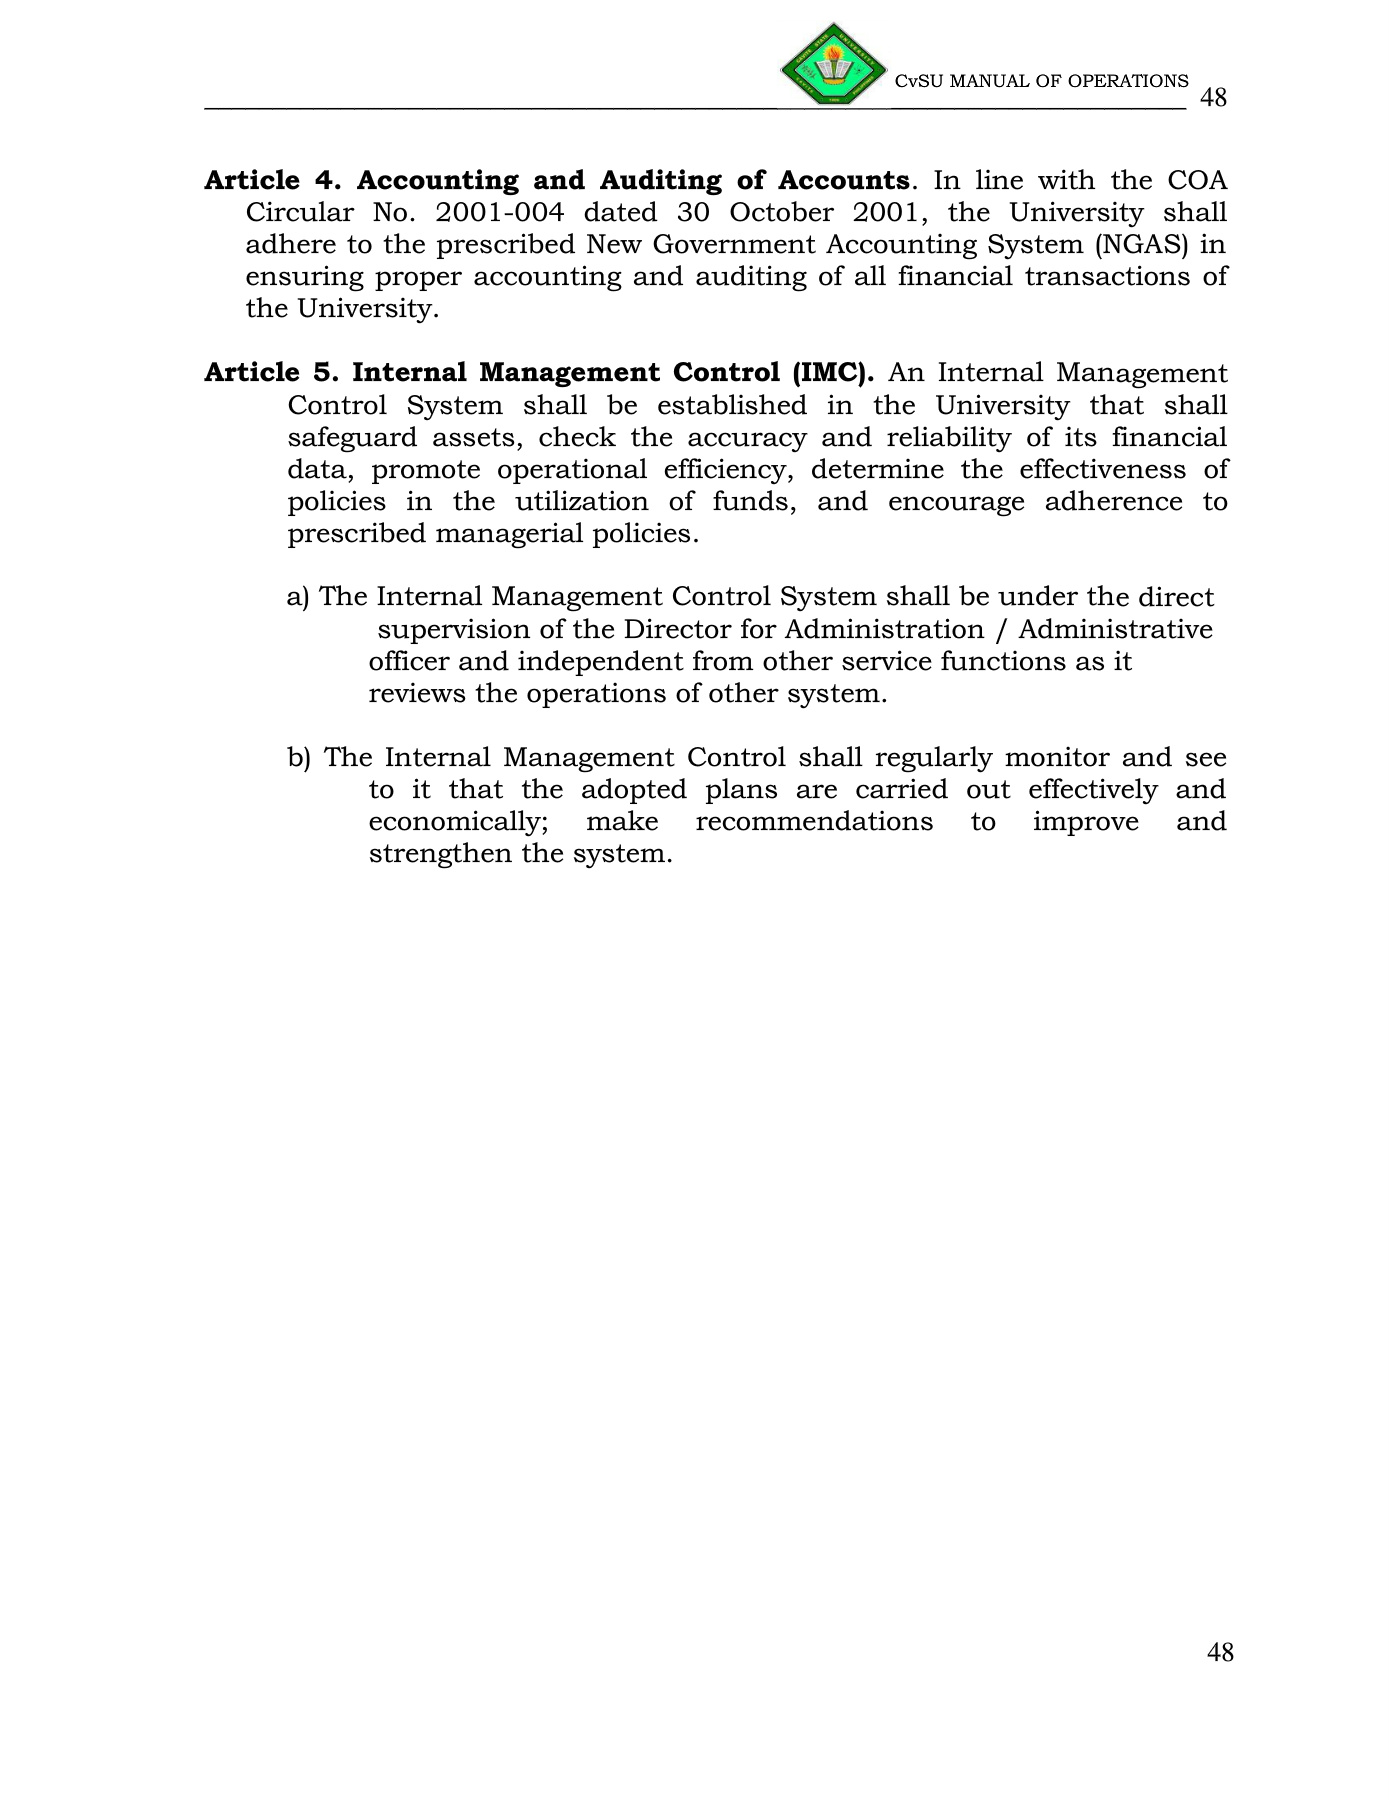 CvSU MANUAL OF OPERATIONS
48
Article 4. Accounting and Auditing of Accounts. In line with the COA
Circular No. 2001-004 dated 30 October 2001, the University shall
adhere to the prescribed New Government Accounting System (NGAS) in
ensuring proper accounting and auditing of all financial transactions of
the University.
Article 5. Internal Management Control (IMC). An Internal Management
Control System shall be established in the University that shall
safeguard assets, check the accuracy and reliability of its financial
data, promote operational efficiency, determine the effectiveness of
policies in the utilization of funds, and encourage adherence to
prescribed managerial policies.
a) The Internal Management Control System shall be under the direct
supervision of the Director for Administration / Administrative
officer and independent from other service functions as it
reviews the operations of other system.
b) The Internal Management Control shall regularly monitor and see
to it that the adopted plans are carried out effectively and
economically; make recommendations to improve and
strengthen the system.
48